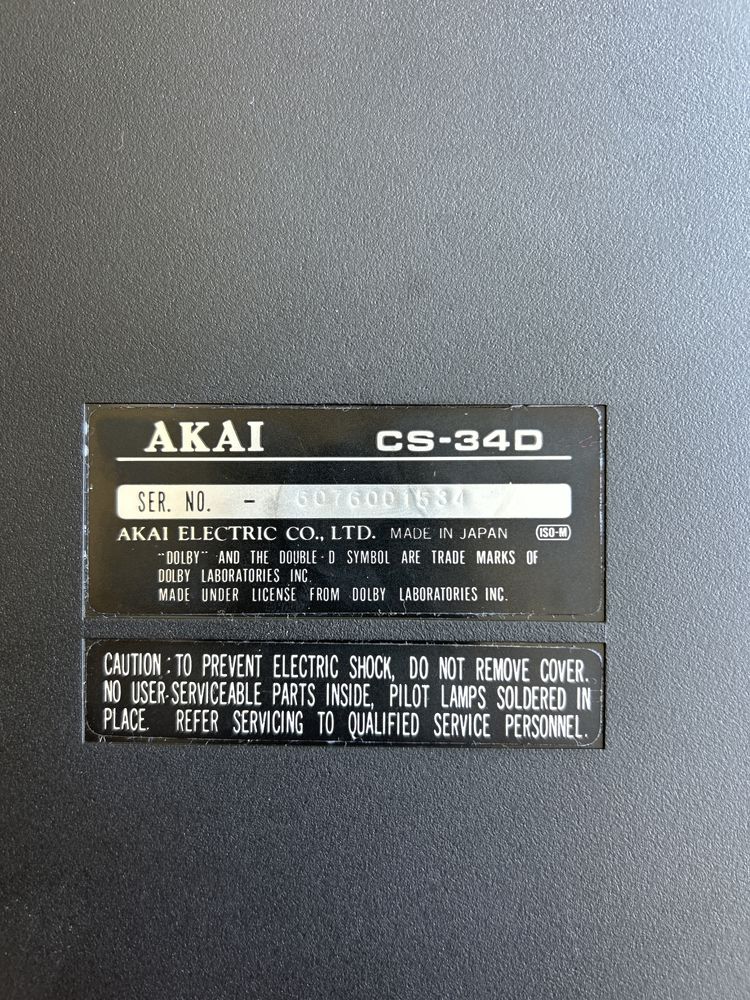 AKAI CS-34D
SER. NO. - 6076001534
AKAI ELECTRIC CO., LTD. MADE IN JAPAN ISO-M
"DOLBY" AND THE DOUBLE-D SYMBOL ARE TRADE MARKS OF
DOLBY LABORATORIES INC.
MADE UNDER LICENSE FROM DOLBY LABORATORIES INC.
CAUTION : TO PREVENT ELECTRIC SHOCK, DO NOT REMOVE COVER.
NO USER-SERVICEABLE PARTS INSIDE, PILOT LAMPS SOLDERED IN
PLACE. REFER SERVICING TO QUALIFIED SERVICE PERSONNEL.